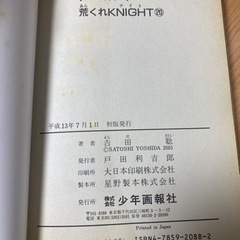 荒くれKNIGHT⑳
平成13年7月1日 初版発行
著者 吉田聡
©SATOSHI YOSHIDA 2001
発行者 戸田利吉郎
印刷所 大日本印刷株式会社
製本所 星野製本株式会社
発行所 株式会社 少年画報社
Printed in Japan
4-7859-2088-2